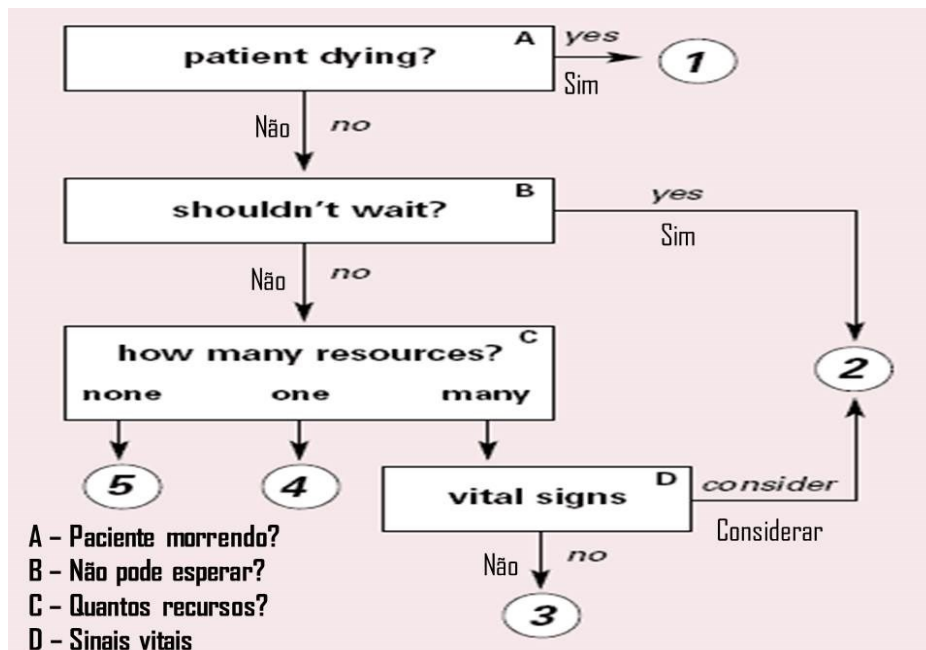 patient dying?
A
yes
Sim
1
Não
no
shouldn't wait?
B
yes
Sim
Não
no
how many resources?
C
none one many
2
5
4
vital signs
D
consider
Considerar
Não
no
3
A – Paciente morrendo?
B – Não pode esperar?
C – Quantos recursos?
D – Sinais vitais